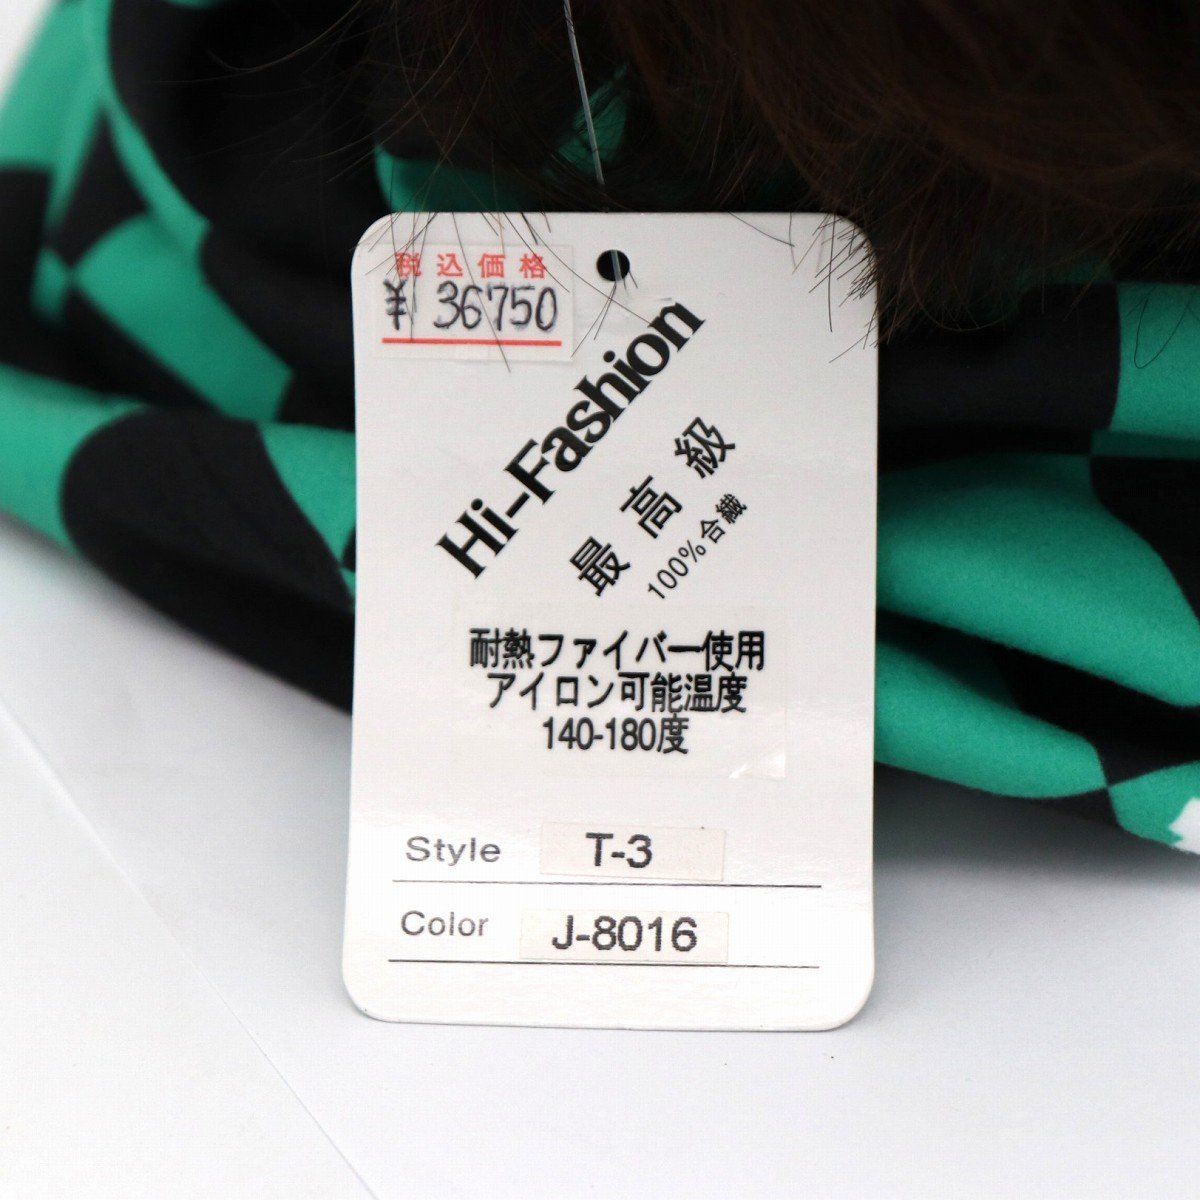 税込価格
¥ 36750
Hi-Fashion
最高級
100%合繊
耐熱ファイバー使用
アイロン可能温度
140-180度
Style T-3
Color J-8016